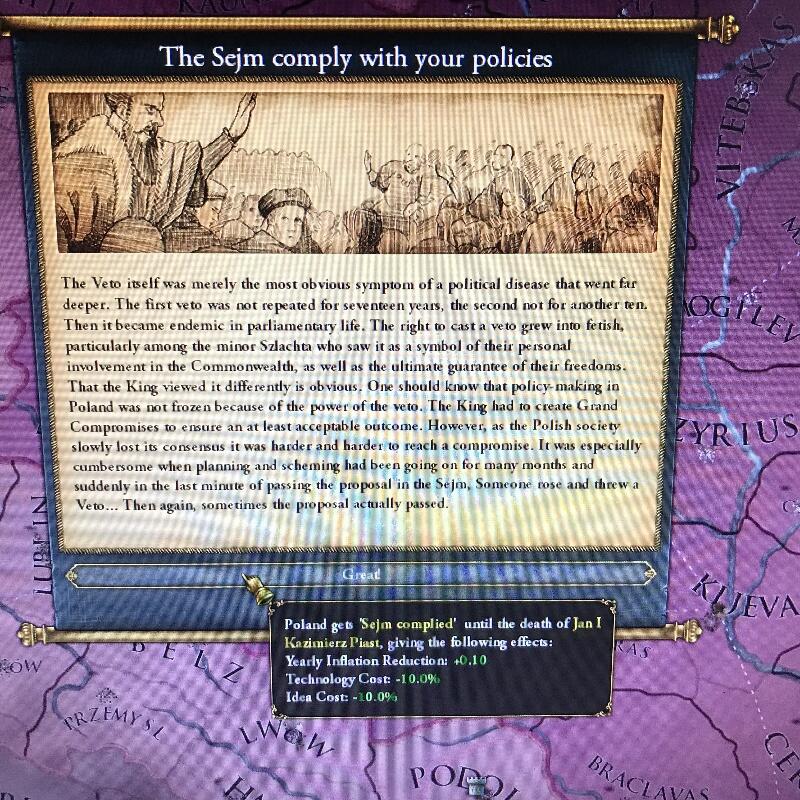 The Sejm comply with your policies
The Veto itself was merely the most obvious symptom of a political disease that went far
deeper. The first veto was not repeated for seventeen years, the second not for another ten.
Then it became endemic in parliamentary life. The right to cast a veto grew into fetish,
particularly among the minor Szlachta who saw it as a symbol of their personal
involvement in the Commonwealth, as well as the ultimate guarantee of their freedoms.
That the King viewed it differently is obvious. One should know that policy-making in
Poland was not frozen because of the power of the veto. The King had to create Grand
Compromises to ensure an at least acceptable outcome. However, as the Polish society
slowly lost its consensus it was harder and harder to reach a compromise. It was especially
cumbersome when planning and scheming had been going on for many months and
suddenly in the last minute of passing the proposal in the Sejm, Someone rose and threw a
Veto... Then again, sometimes the proposal actually passed.
Great!
Poland gets 'Sejm complied' until the death of Jan I
Kazimierz Piast, giving the following effects:
Yearly Inflation Reduction: +0.10
Technology Cost: -10.0%
Idea Cost: -10.0%
VITEBSKAS
OGILEV
ZYRIUS
KIJEVA
LUBLIN
BELZ
PRZEMYSL
LWOW
PODOL
BRACLAVAS